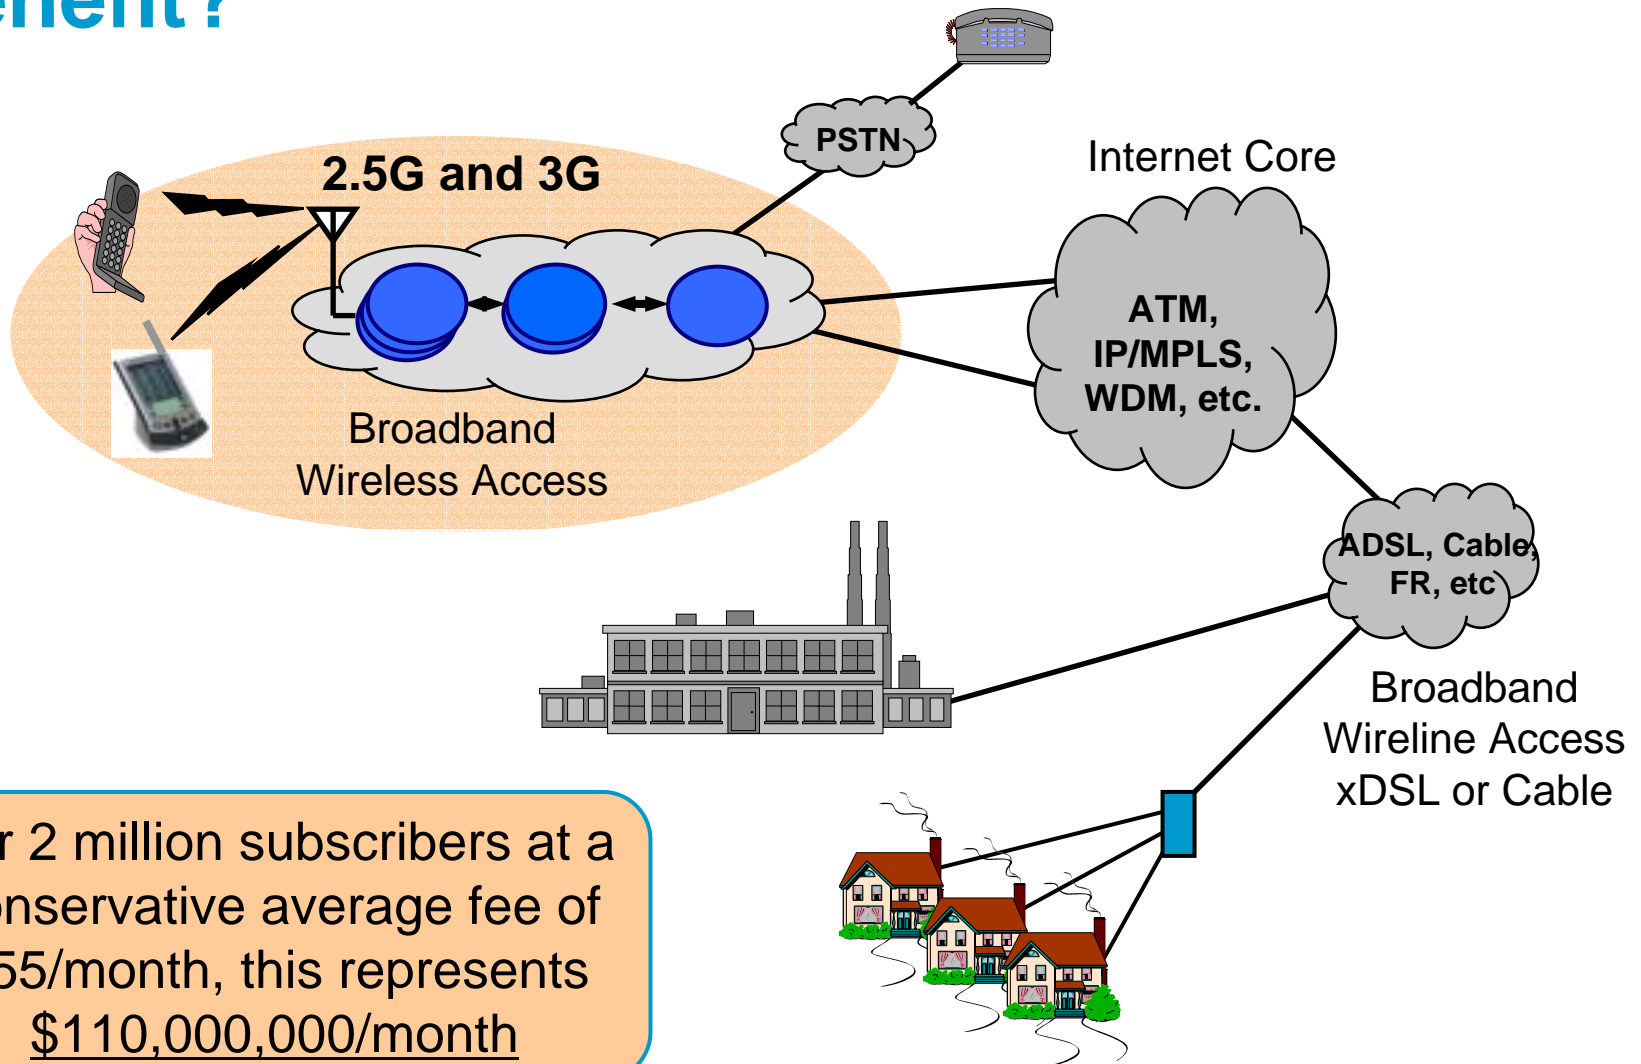 enefit?
PSTN
Internet Core
2.5G and 3G
ATM,
IP/MPLS,
WDM, etc.
Broadband
Wireless Access
ADSL, Cable,
FR, etc
Broadband
Wireline Access
xDSL or Cable
r 2 million subscribers at a
onservative average fee of
55/month, this represents
$110,000,000/month